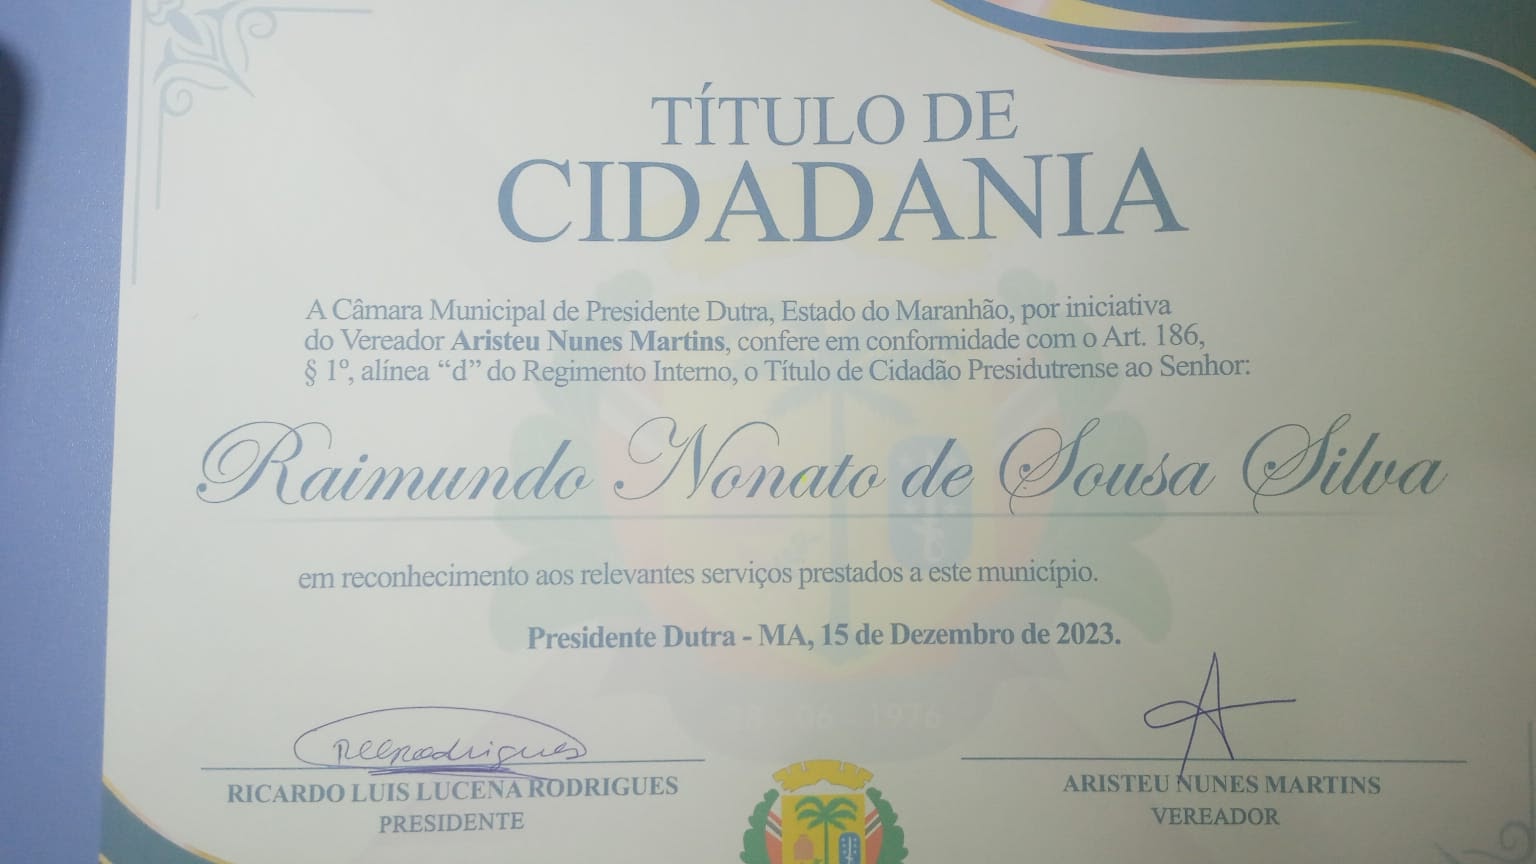 TÍTULO DE
CIDADANIA
A Câmara Municipal de Presidente Dutra, Estado do Maranhão, por iniciativa
do Vereador Aristeu Nunes Martins, confere em conformidade com o Art. 186,
§ 1º, alínea “d” do Regimento Interno, o Título de Cidadão Presidutrense ao Senhor:
Raimundo Nonato de Sousa Silva
em reconhecimento aos relevantes serviços prestados a este município.
Presidente Dutra - MA, 15 de Dezembro de 2023.
RICARDO LUIS LUCENA RODRIGUES
PRESIDENTE
ARISTEU NUNES MARTINS
VEREADOR